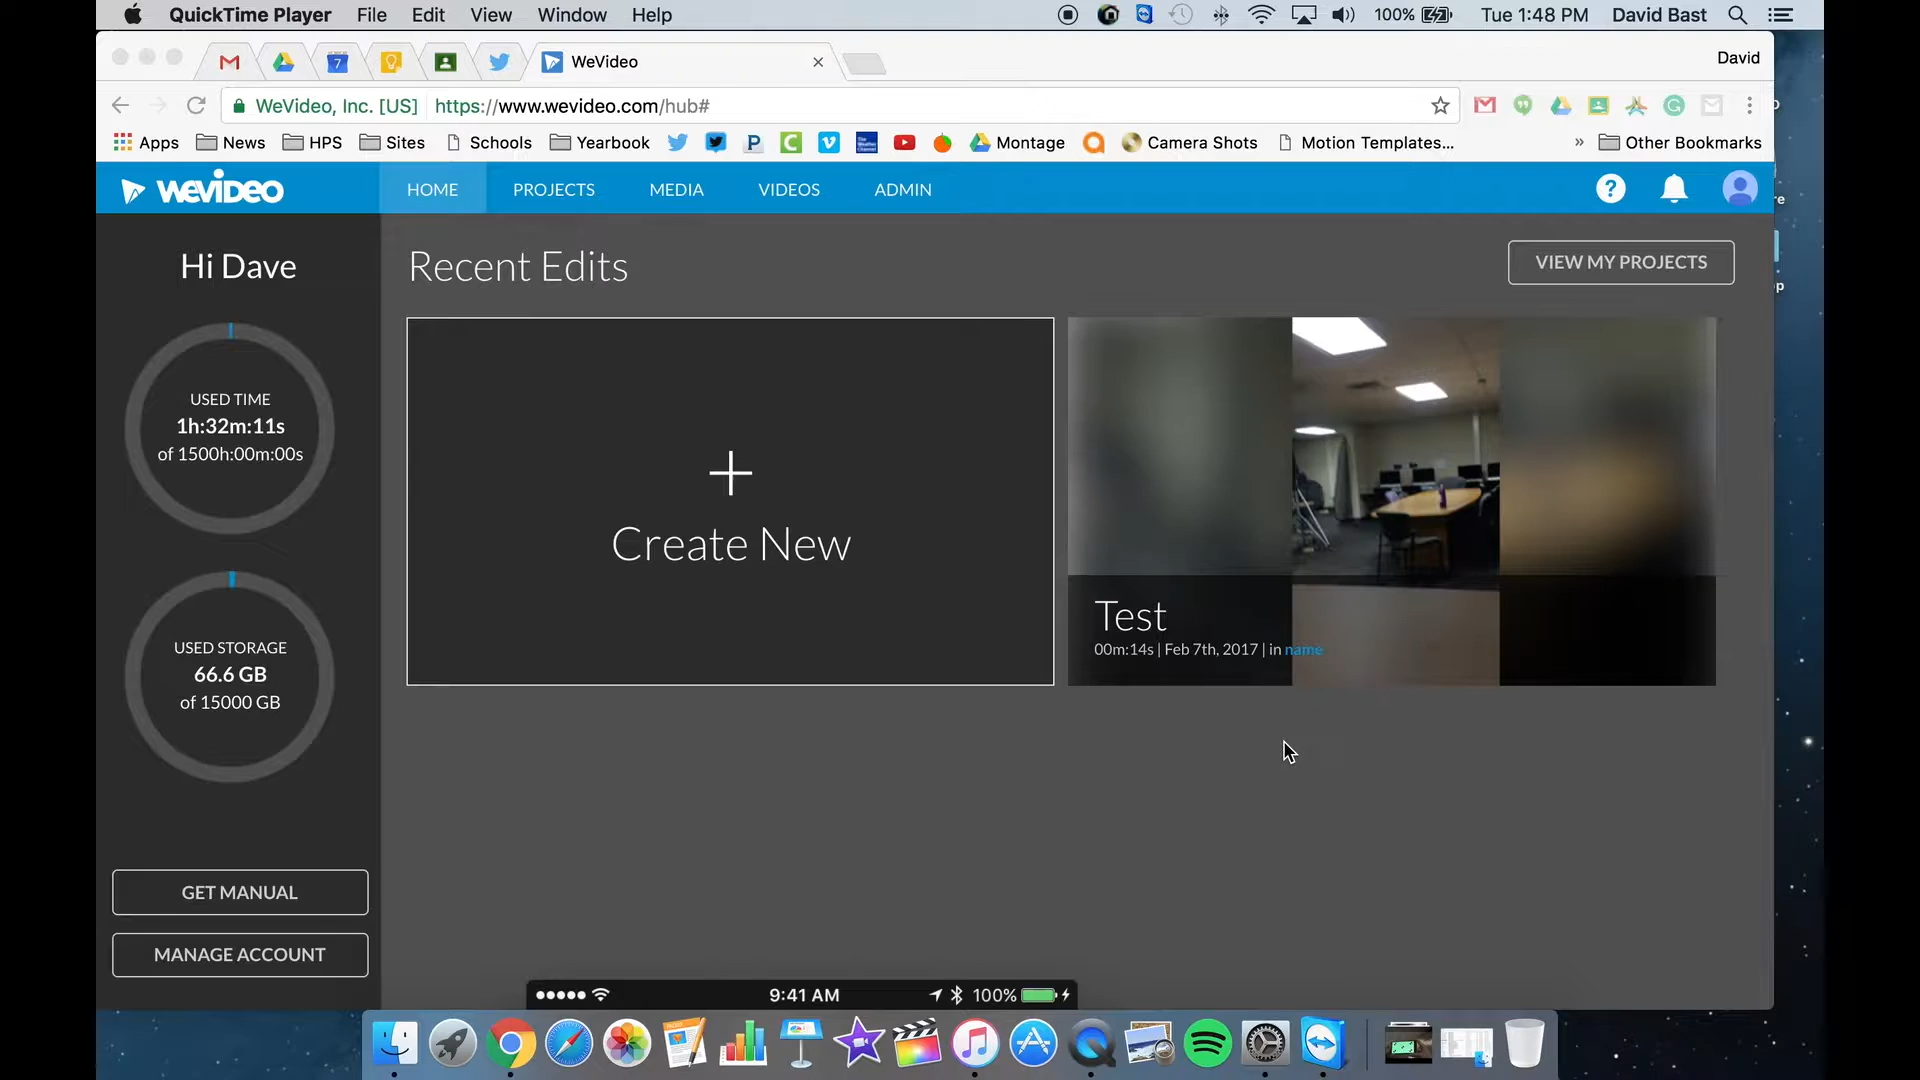 QuickTime Player File Edit View Window Help 100% Tue 1:48 PM David Bast
7 WeVideo David
WeVideo, Inc. [US] https://www.wevideo.com/hub#
Apps News HPS Sites Schools Yearbook Montage Camera Shots Motion Templates... » Other Bookmarks
WEVIDEO HOME PROJECTS MEDIA VIDEOS ADMIN ?
re
Hi Dave
Recent Edits
VIEW MY PROJECTS
p
USED TIME
1h:32m:11s
of 1500h:00m:00s
Create New
Test
00m:14s | Feb 7th, 2017 | in name
USED STORAGE
66.6 GB
of 15000 GB
GET MANUAL
MANAGE ACCOUNT
9:41 AM 100%